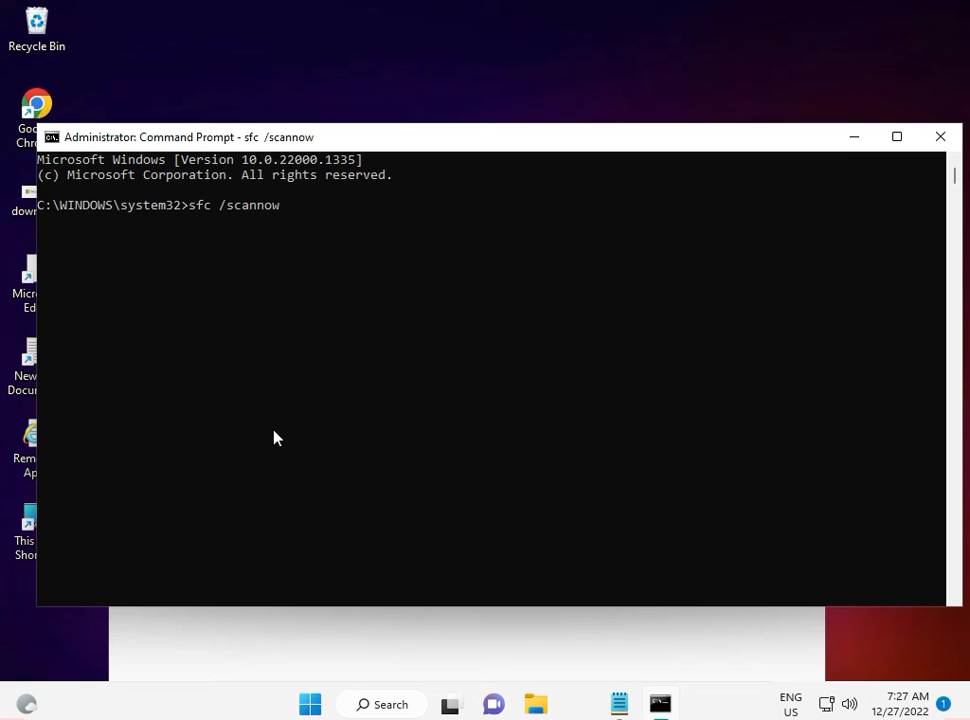 Recycle Bin
Goo
Chro
dow
Micr
Ed
New
Docu
Rem
Ap
This
Shor
Administrator: Command Prompt - sfc /scannow
Microsoft Windows [Version 10.0.22000.1335]
(c) Microsoft Corporation. All rights reserved.
C:\WINDOWS\system32>sfc /scannow
Search
ENG
US
7:27 AM
12/27/2022
1